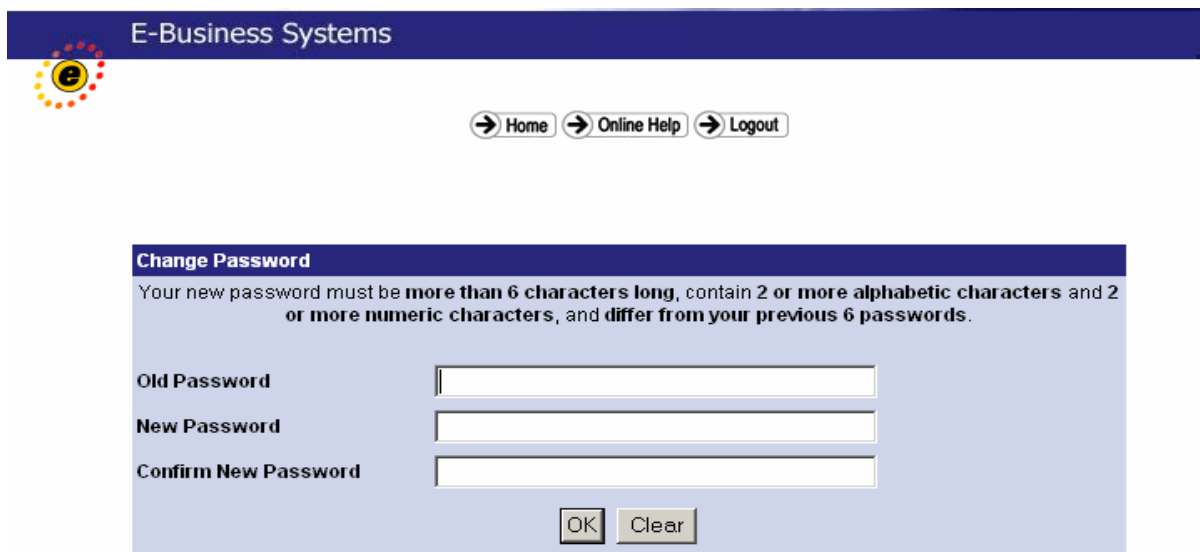 E-Business Systems
e
Home Online Help Logout
Change Password
Your new password must be more than 6 characters long, contain 2 or more alphabetic characters and 2
or more numeric characters, and differ from your previous 6 passwords.
Old Password
New Password
Confirm New Password
OK Clear